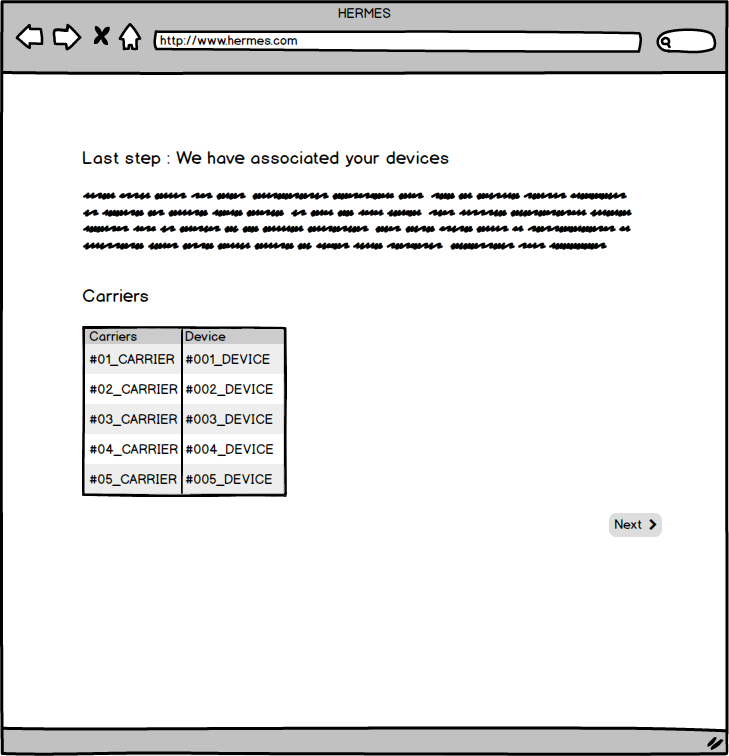 HERMES
http://www.hermes.com
Last step : We have associated your devices
Carriers
Carriers Device
#01_CARRIER #001_DEVICE
#02_CARRIER #002_DEVICE
#03_CARRIER #003_DEVICE
#04_CARRIER #004_DEVICE
#05_CARRIER #005_DEVICE
Next